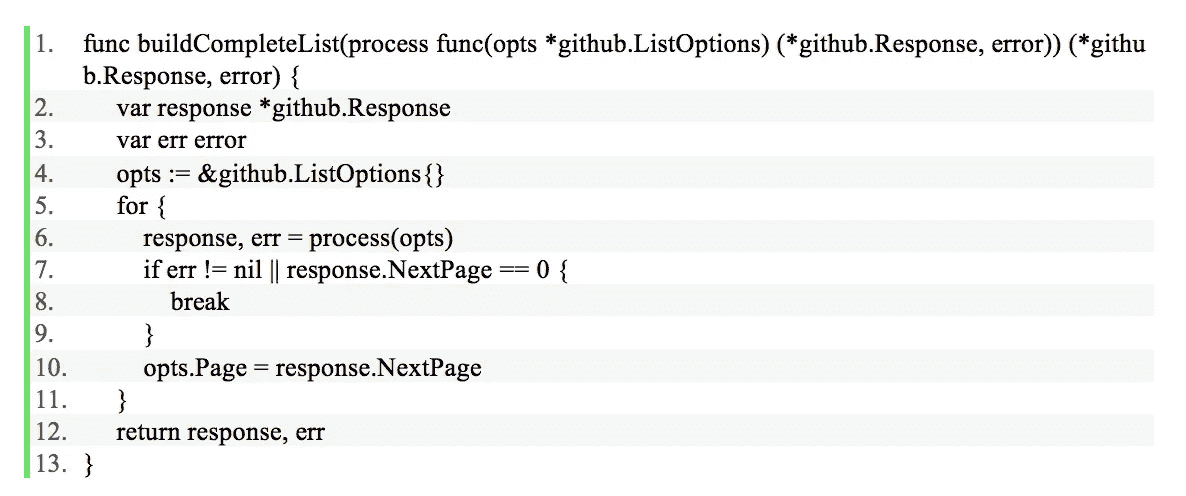 1. func buildCompleteList(process func(opts *github.ListOptions) (*github.Response, error)) (*githu
b.Response, error) {
2. var response *github.Response
3. var err error
4. opts := &github.ListOptions{}
5. for {
6. response, err = process(opts)
7. if err != nil || response.NextPage == 0 {
8. break
9. }
10. opts.Page = response.NextPage
11. }
12. return response, err
13. }